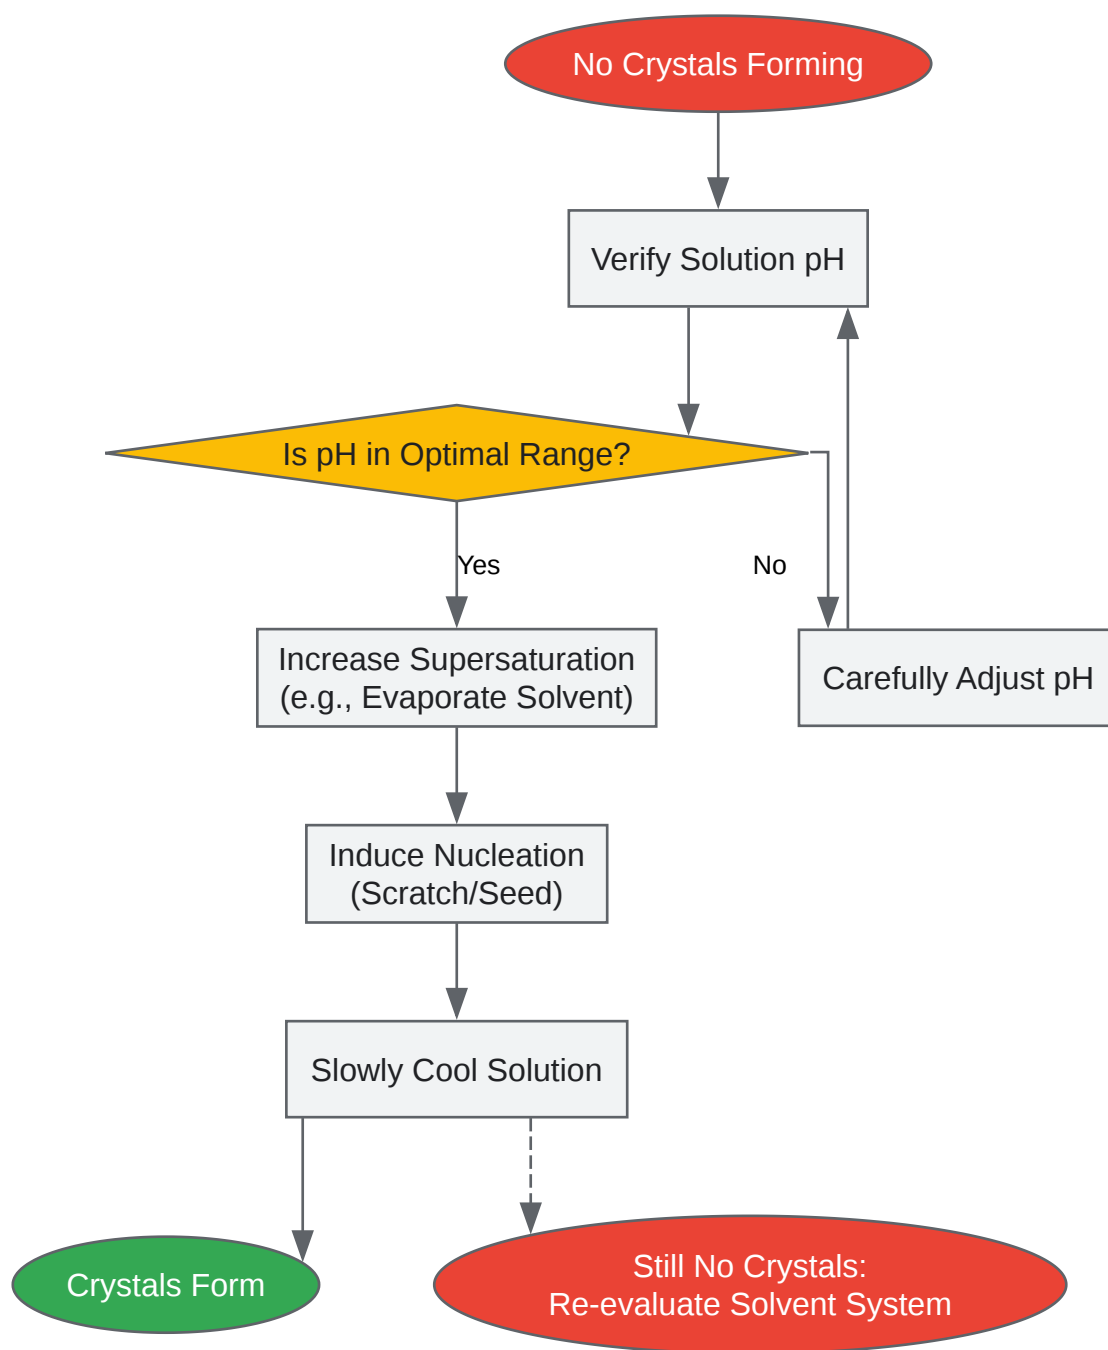 No Crystals Forming
Verify Solution pH
Is pH in Optimal Range?
Yes
No
Increase Supersaturation
(e.g., Evaporate Solvent)
Carefully Adjust pH
Induce Nucleation
(Scratch/Seed)
Slowly Cool Solution
Crystals Form
Still No Crystals:
Re-evaluate Solvent System